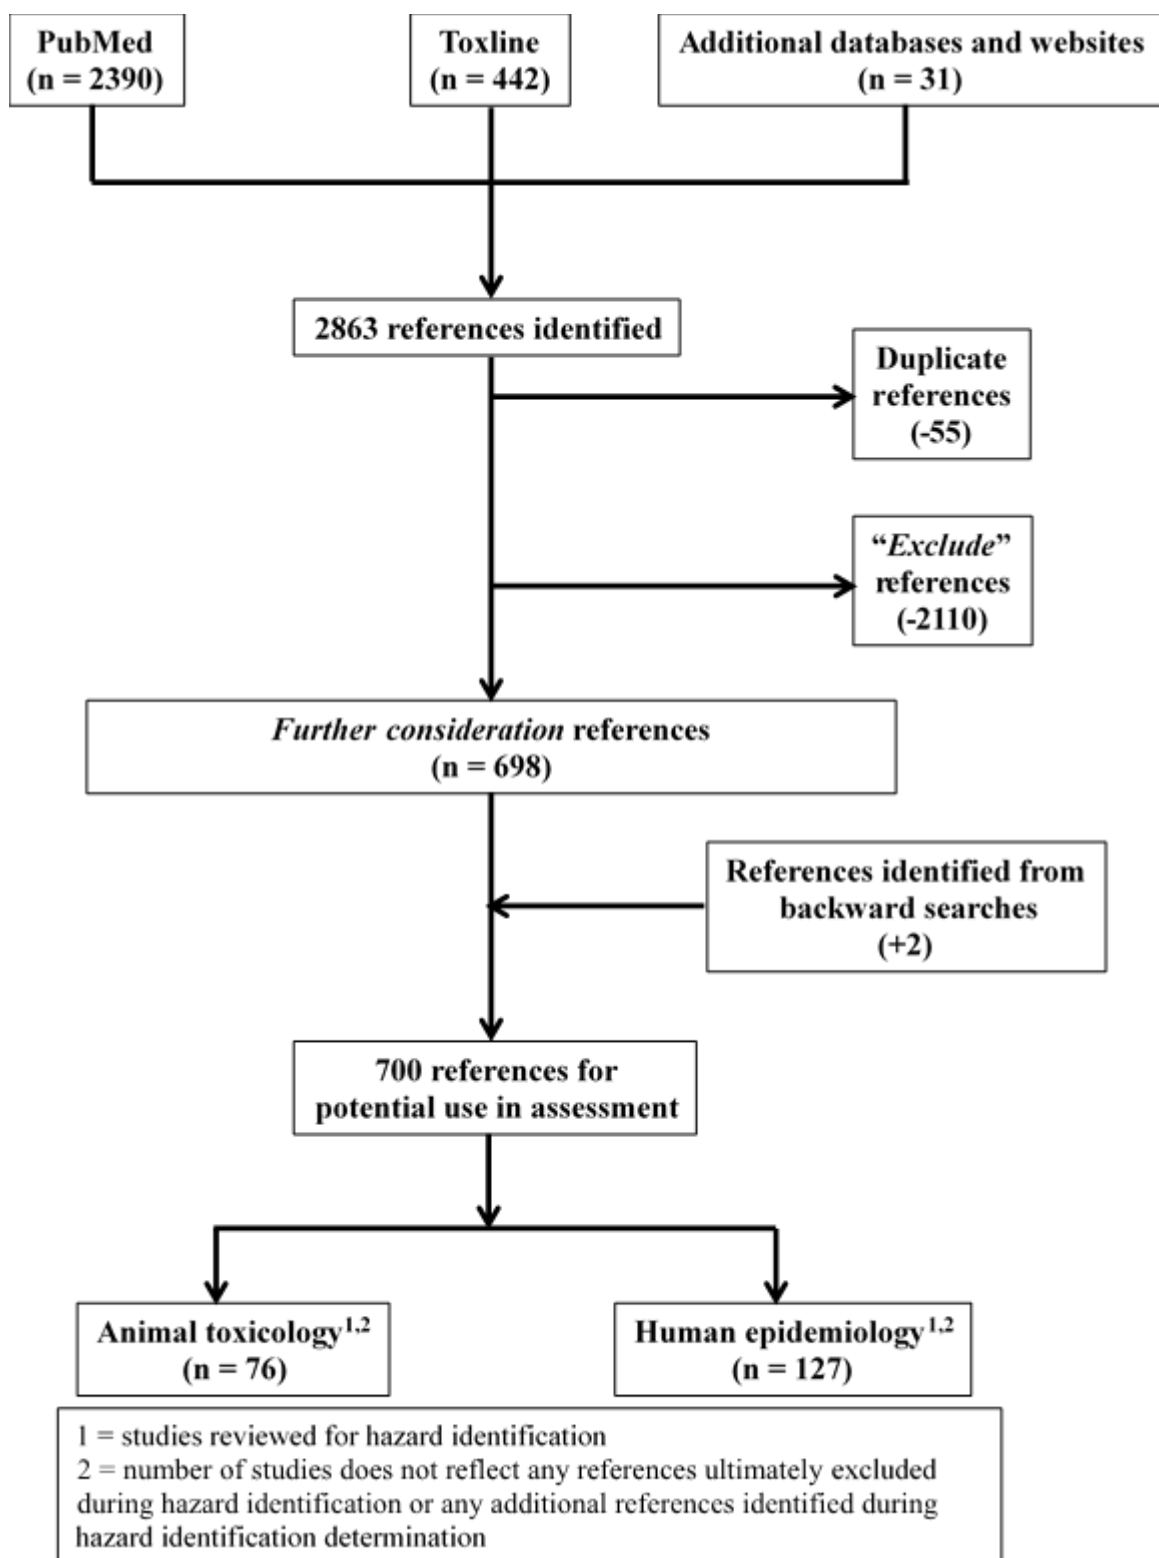 PubMed
(n = 2390)
Toxline
(n = 442)
Additional databases and websites
(n = 31)
2863 references identified
Duplicate
references
(-55)
“Exclude”
references
(-2110)
Further consideration references
(n = 698)
References identified from
backward searches
(+2)
700 references for
potential use in assessment
Animal toxicology1,2
(n = 76)
Human epidemiology1,2
(n = 127)
1 = studies reviewed for hazard identification
2 = number of studies does not reflect any references ultimately excluded
during hazard identification or any additional references identified during
hazard identification determination